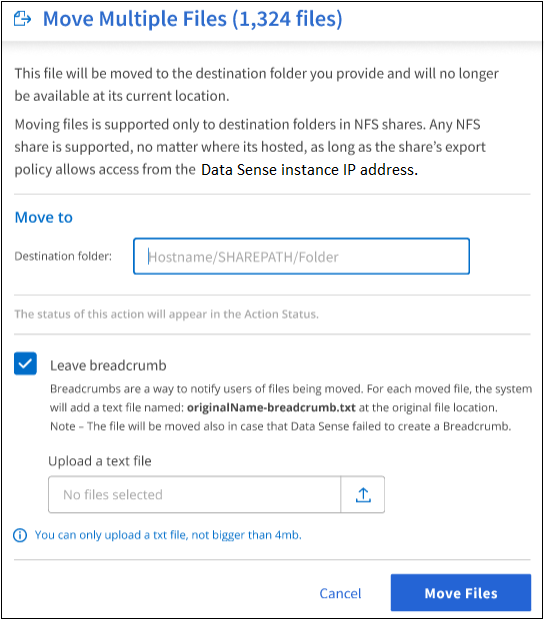 Move Multiple Files (1,324 files)
This file will be moved to the destination folder you provide and will no longer
be available at its current location.
Moving files is supported only to destination folders in NFS shares. Any NFS
share is supported, no matter where its hosted, as long as the share's export
policy allows access from the Data Sense instance IP address.
Move to
Destination folder: Hostname/SHAREPATH/Folder
The status of this action will appear in the Action Status.
Leave breadcrumb
Breadcrumbs are a way to notify users of files being moved. For each moved file, the system
will add a text file named: originalName-breadcrumb.txt at the original file location.
Note – The file will be moved also in case that Data Sense failed to create a Breadcrumb.
Upload a text file
No files selected
You can only upload a txt file, not bigger than 4mb.
Cancel Move Files